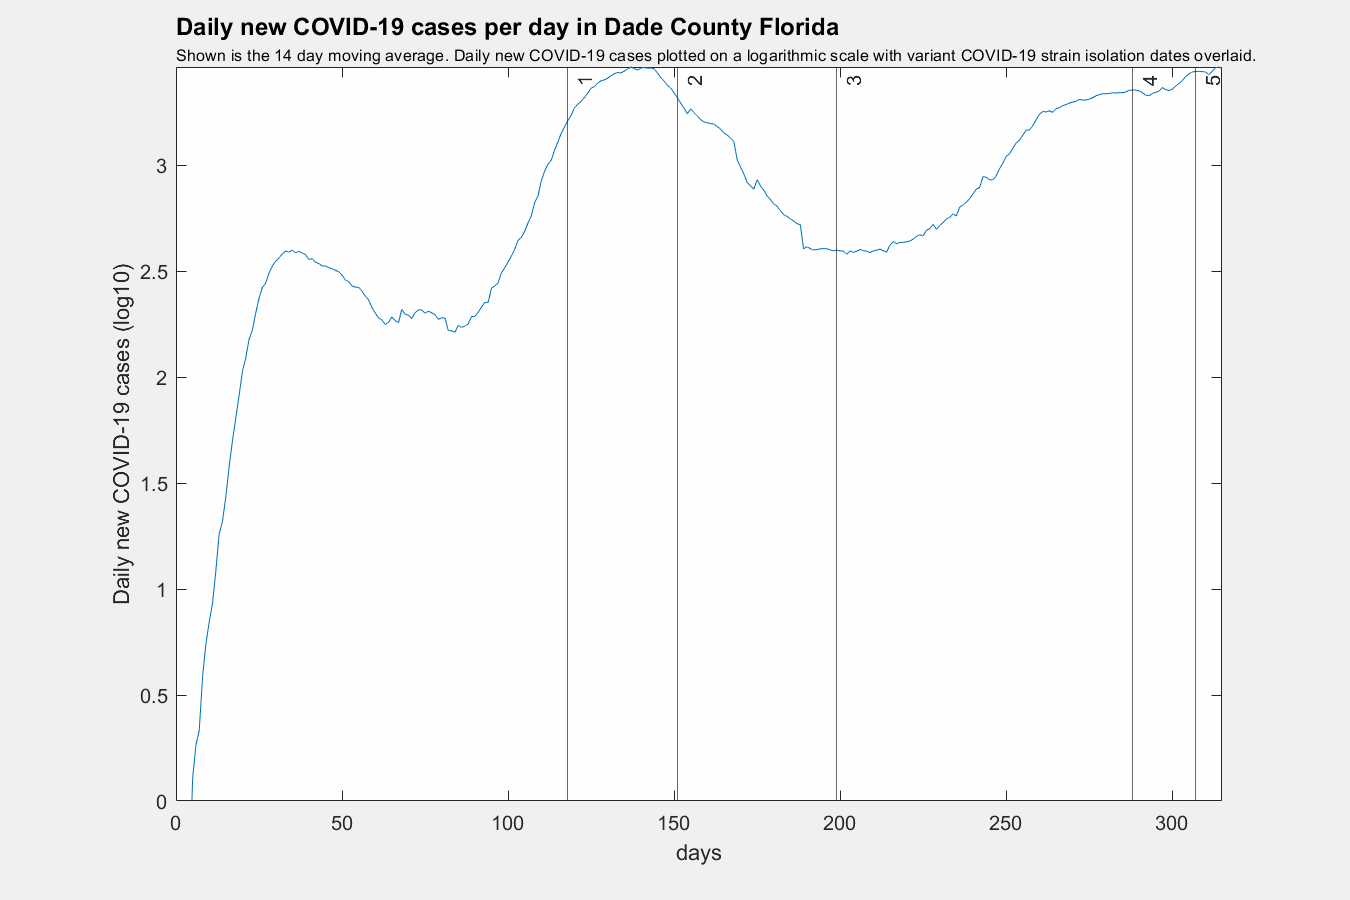 Daily new COVID-19 cases per day in Dade County Florida
Shown is the 14 day moving average. Daily new COVID-19 cases plotted on a logarithmic scale with variant COVID-19 strain isolation dates overlaid.
1 2 3 4 5
Daily new COVID-19 cases (log10)
3
2.5
2
1.5
1
0.5
0
0 50 100 150 200 250 300
days